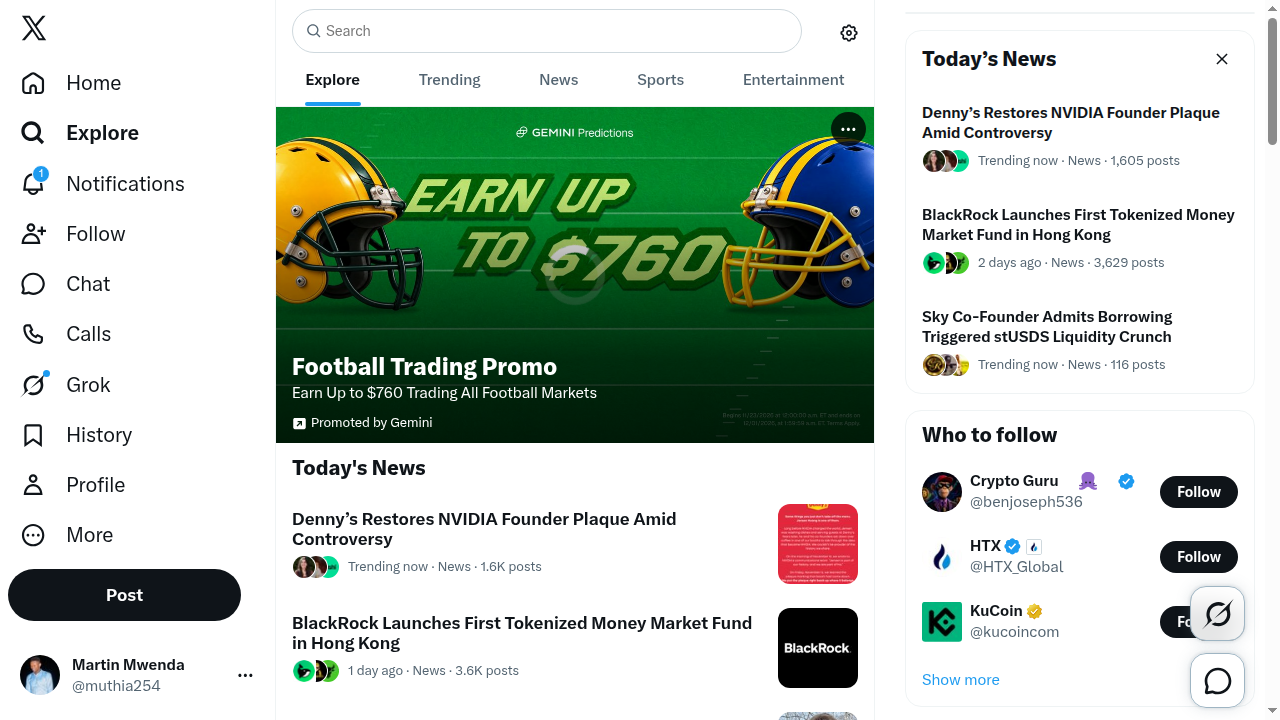 Home
Explore
1
Notifications
Follow
Chat
Calls
Grok
History
Profile
More
Post
Martin Mwenda
@muthia254
Search
Explore
Trending
News
Sports
Entertainment
GEMINI Predictions
EARN UP
TO $760
Football Trading Promo
Earn Up to $760 Trading All Football Markets
Promoted by Gemini
Today's News
Denny’s Restores NVIDIA Founder Plaque Amid
Controversy
Trending now · News · 1.6K posts
BlackRock Launches First Tokenized Money Market Fund
in Hong Kong
1 day ago · News · 3.6K posts
BlackRock
Today’s News
Denny’s Restores NVIDIA Founder Plaque
Amid Controversy
Trending now · News · 1,605 posts
BlackRock Launches First Tokenized Money
Market Fund in Hong Kong
2 days ago · News · 3,629 posts
Sky Co-Founder Admits Borrowing
Triggered stUSDS Liquidity Crunch
Trending now · News · 116 posts
Who to follow
Crypto Guru
@benjoseph536
Follow
HTX
@HTX_Global
Follow
KuCoin
@kucoincom
Show more